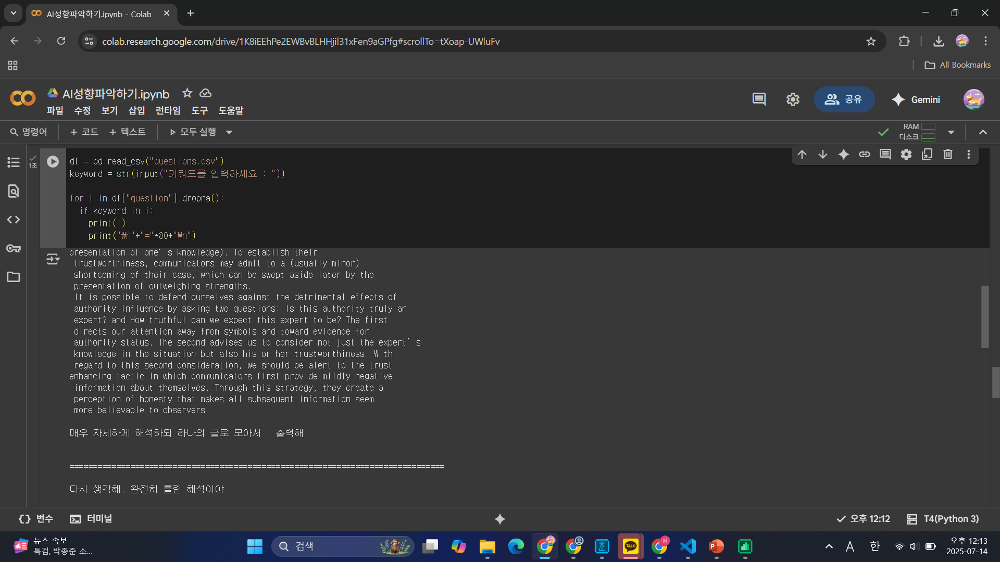 AI성향파악하기.ipynb - Colab
colab.research.google.com/drive/1K8iEEhPe2EWBvBLHHjil31xFen9aGPfg#scrollTo=tXoap-UWluFv
All Bookmarks
AI성향파악하기.ipynb
파일 수정 보기 삽입 런타임 도구 도움말
공유
Gemini
명령어 + 코드 + 텍스트 모두 실행
RAM
디스크
1초
df = pd.read_csv("questions.csv")
keyword = str(input("키워드를 입력하세요 : "))
for i in df["question"].dropna():
if keyword in i:
print(i)
print("₩n"+"="*80+"₩n")
presentation of one’s knowledge). To establish their
trustworthiness, communicators may admit to a (usually minor)
shortcoming of their case, which can be swept aside later by the
presentation of outweighing strengths.
It is possible to defend ourselves against the detrimental effects of
authority influence by asking two questions: Is this authority truly an
expert? and How truthful can we expect this expert to be? The first
directs our attention away from symbols and toward evidence for
authority status. The second advises us to consider not just the expert’s
knowledge in the situation but also his or her trustworthiness. With
regard to this second consideration, we should be alert to the trust
enhancing tactic in which communicators first provide mildly negative
information about themselves. Through this strategy, they create a
perception of honesty that makes all subsequent information seem
more believable to observers
매우 자세하게 해석하되 하나의 글로 모아서 출력해
================================================================================
다시 생각해. 완전히 틀린 해석이야
변수 터미널
오후 12:12
T4(Python 3)
뉴스 속보
특검, 박종준 소...
검색
TALK
A 한
오후 12:13
2025-07-14